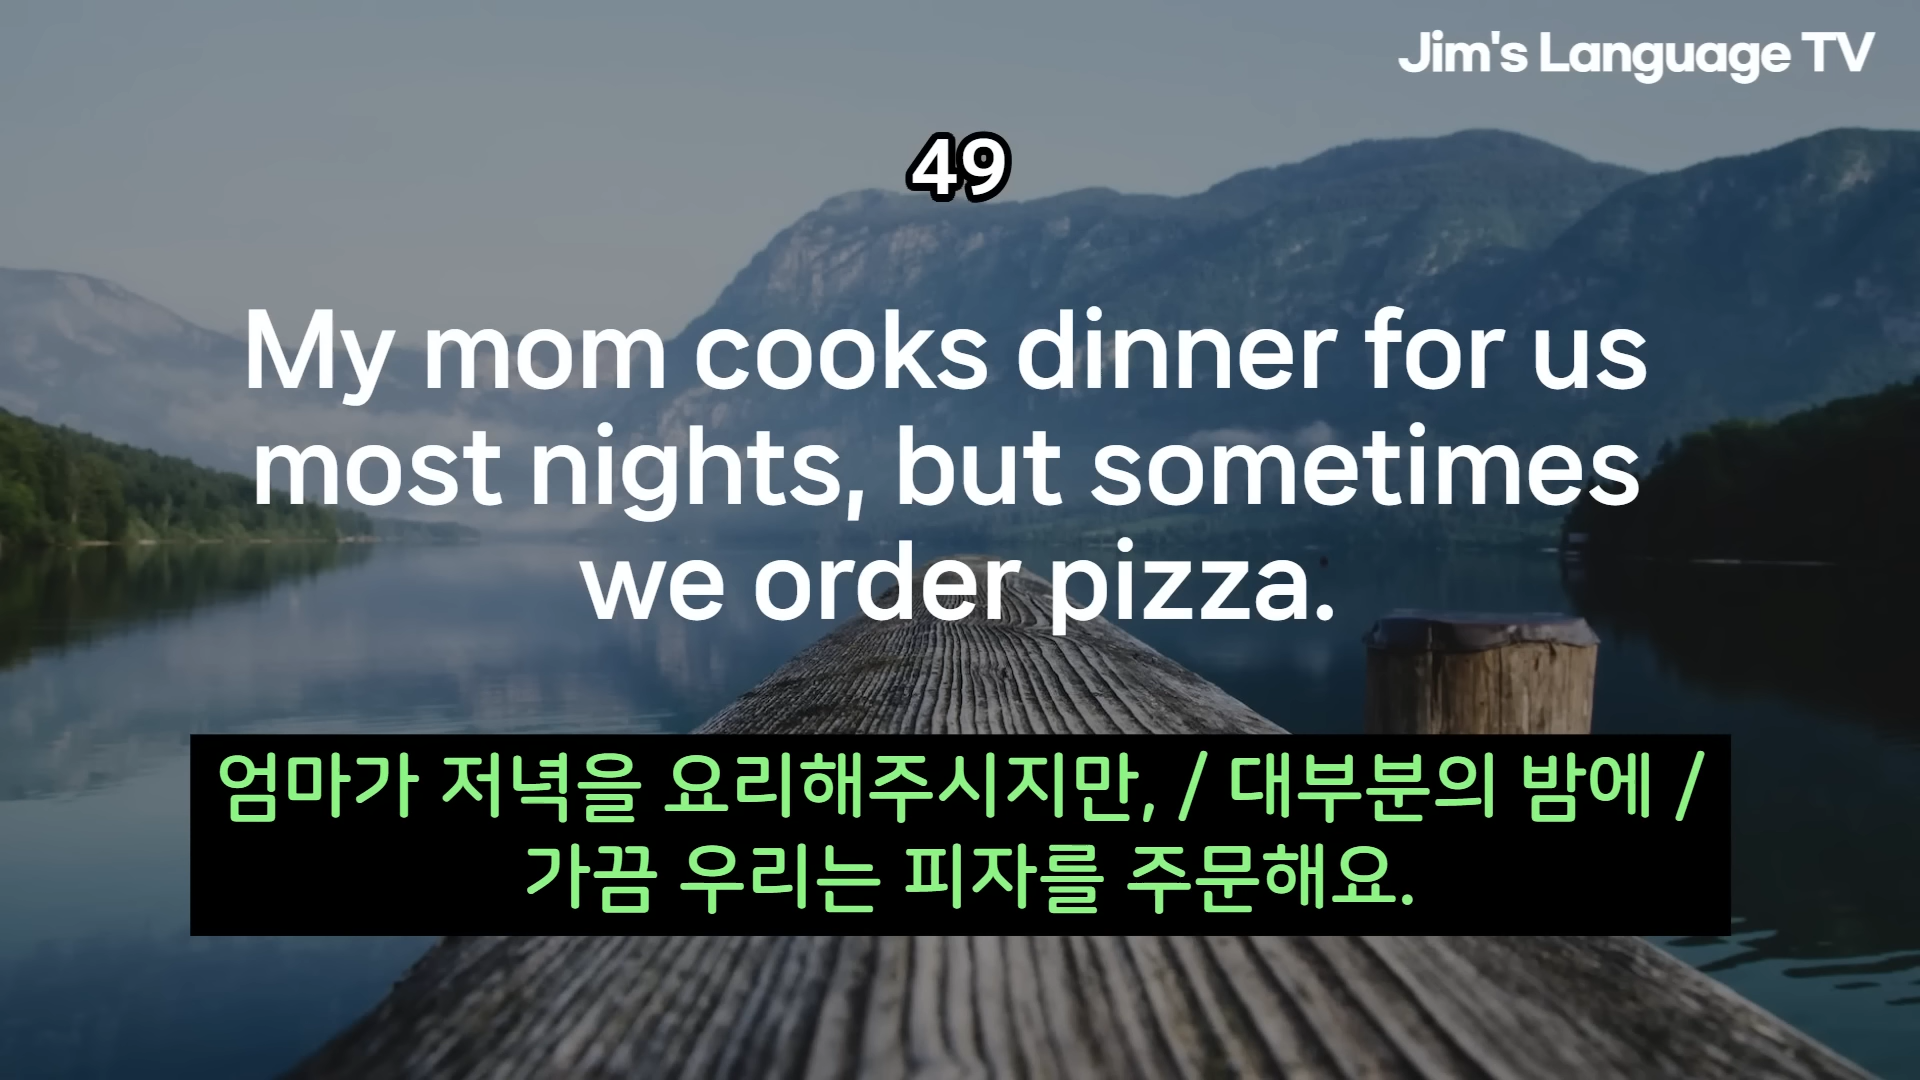 Jim's Language TV
49
My mom cooks dinner for us
most nights, but sometimes
we order pizza.
엄마가 저녁을 요리해주시지만, / 대부분의 밤에 /
가끔 우리는 피자를 주문해요.